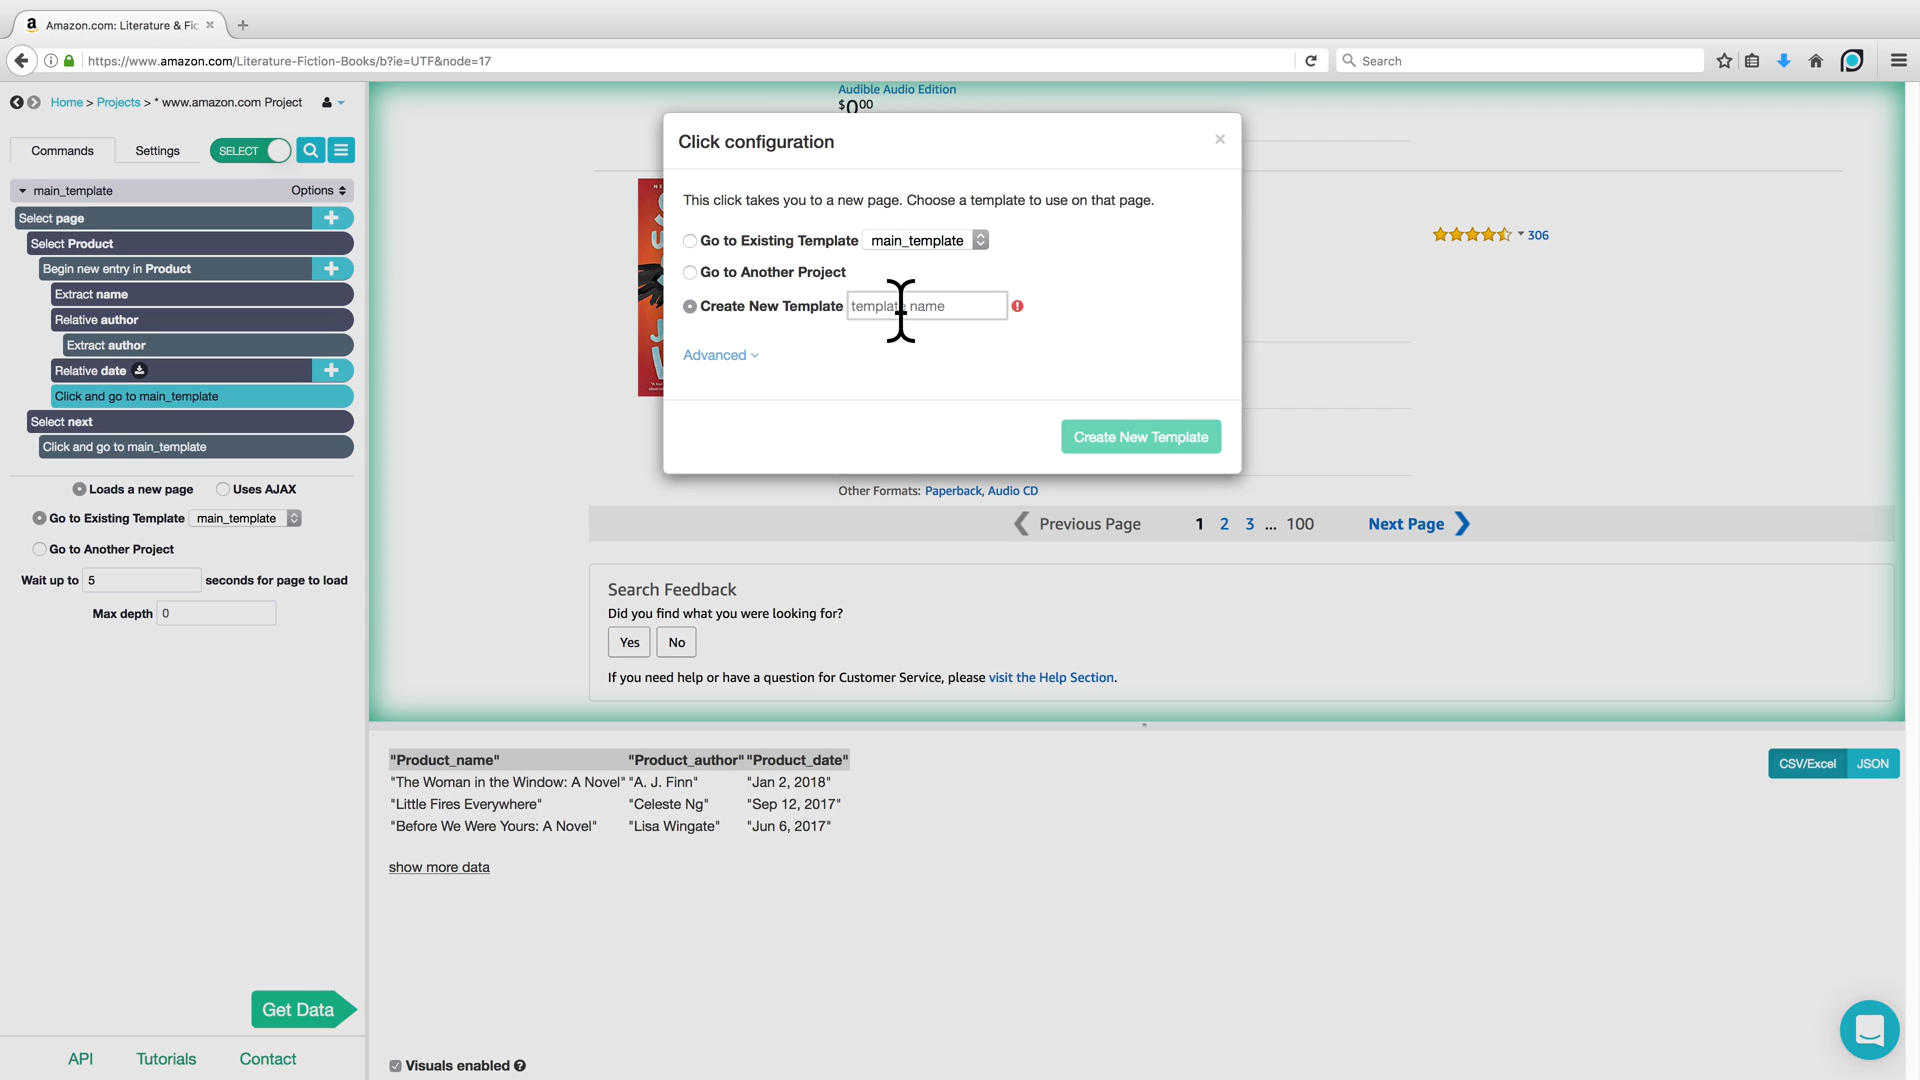 Amazon.com: Literature & Fic
https://www.amazon.com/Literature-Fiction-Books/b?ie=UTF&node=17
Search
Home > Projects > * www.amazon.com Project
Commands
Settings
SELECT
main_template
Options
Select page
Select Product
Begin new entry in Product
Extract name
Relative author
Extract author
Relative date
Click and go to main_template
Select next
Click and go to main_template
Loads a new page
Uses AJAX
Go to Existing Template main_template
Go to Another Project
Wait up to 5 seconds for page to load
Max depth 0
Get Data
API
Tutorials
Contact
Audible Audio Edition
$0 00
Click configuration
This click takes you to a new page. Choose a template to use on that page.
Go to Existing Template main_template
Go to Another Project
Create New Template template name
Advanced
Create New Template
306
Other Formats: Paperback, Audio CD
Previous Page 1 2 3 ... 100 Next Page
Search Feedback
Did you find what you were looking for?
Yes No
If you need help or have a question for Customer Service, please visit the Help Section.
"Product_name" "Product_author" "Product_date"
"The Woman in the Window: A Novel" "A. J. Finn" "Jan 2, 2018"
"Little Fires Everywhere" "Celeste Ng" "Sep 12, 2017"
"Before We Were Yours: A Novel" "Lisa Wingate" "Jun 6, 2017"
show more data
CSV/Excel JSON
Visuals enabled